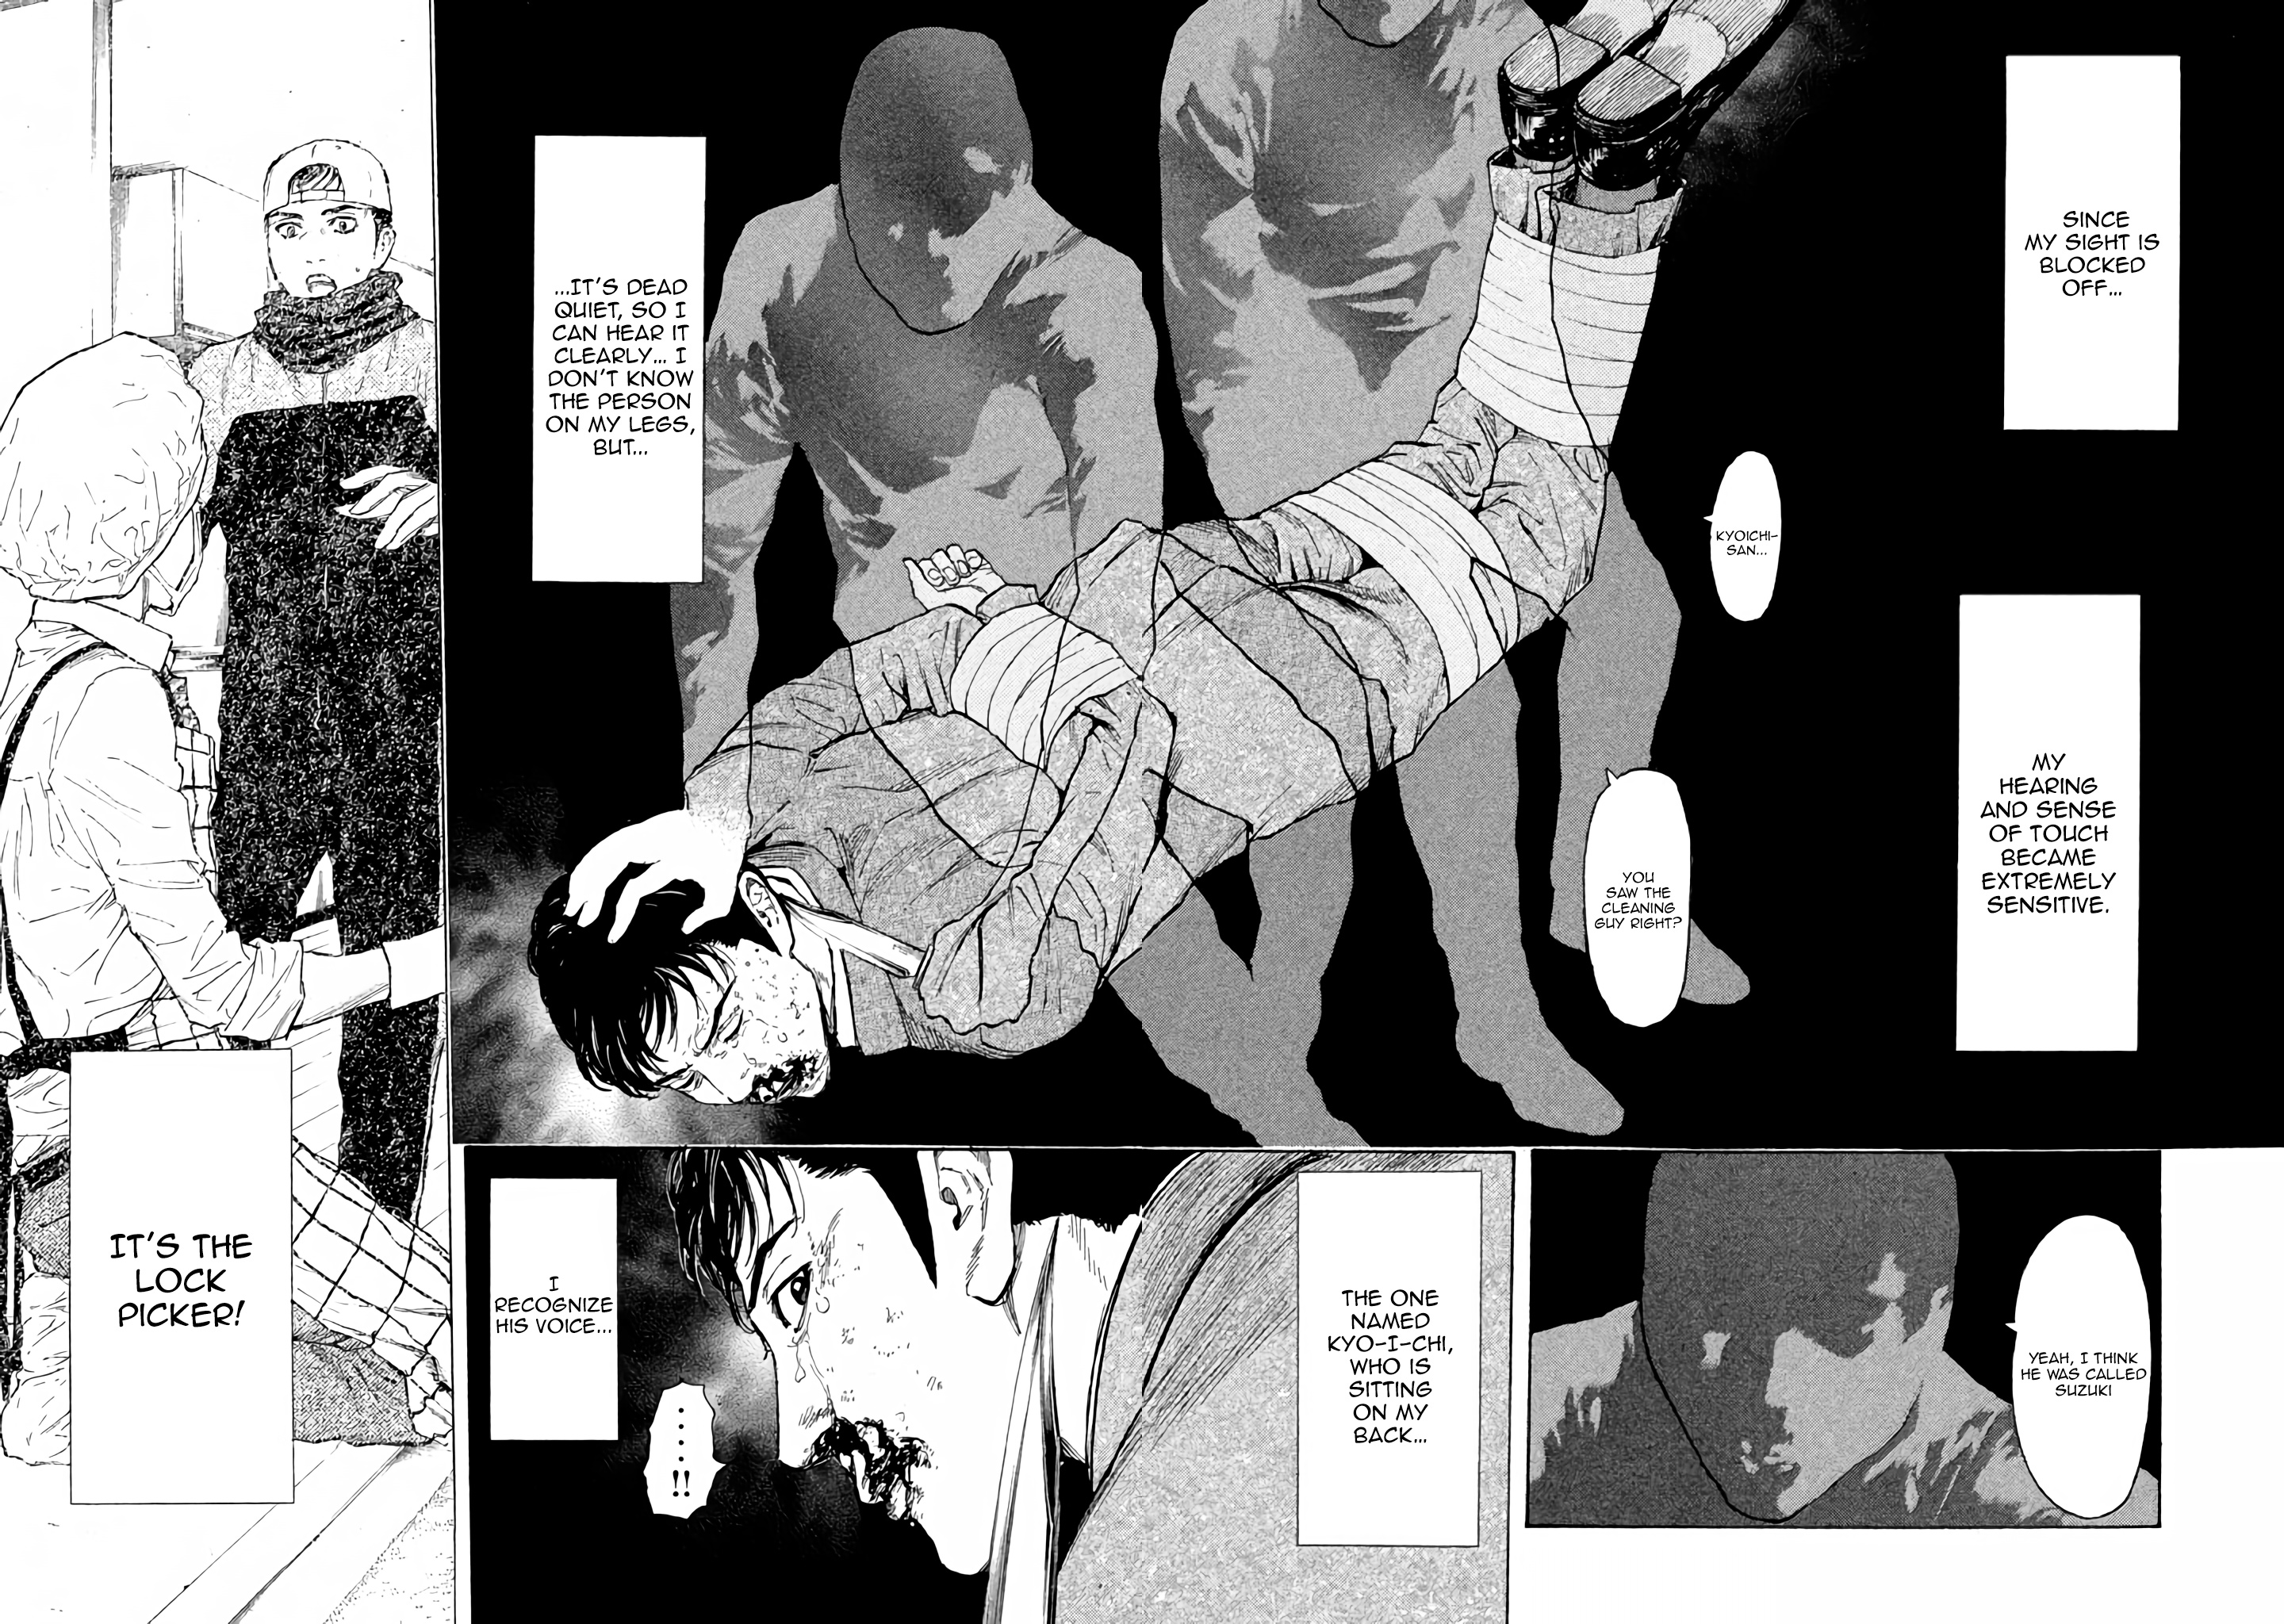 SINCE
MY SIGHT IS
BLOCKED
OFF...
KYOICHI-
SAN...
MY
HEARING
AND SENSE
OF TOUCH
BECAME
EXTREMELY
SENSITIVE.
YOU
SAW THE
CLEANING
GUY RIGHT?
...IT'S DEAD
QUIET, SO I
CAN HEAR IT
CLEARLY... I
DON'T KNOW
THE PERSON
ON MY LEGS,
BUT...
YEAH, I THINK
HE WAS CALLED
SUZUKI
THE ONE
NAMED
KYO-I-CHI,
WHO IS
SITTING
ON MY
BACK...
I
RECOGNIZE
HIS VOICE...
......!!
IT'S THE
LOCK
PICKER!